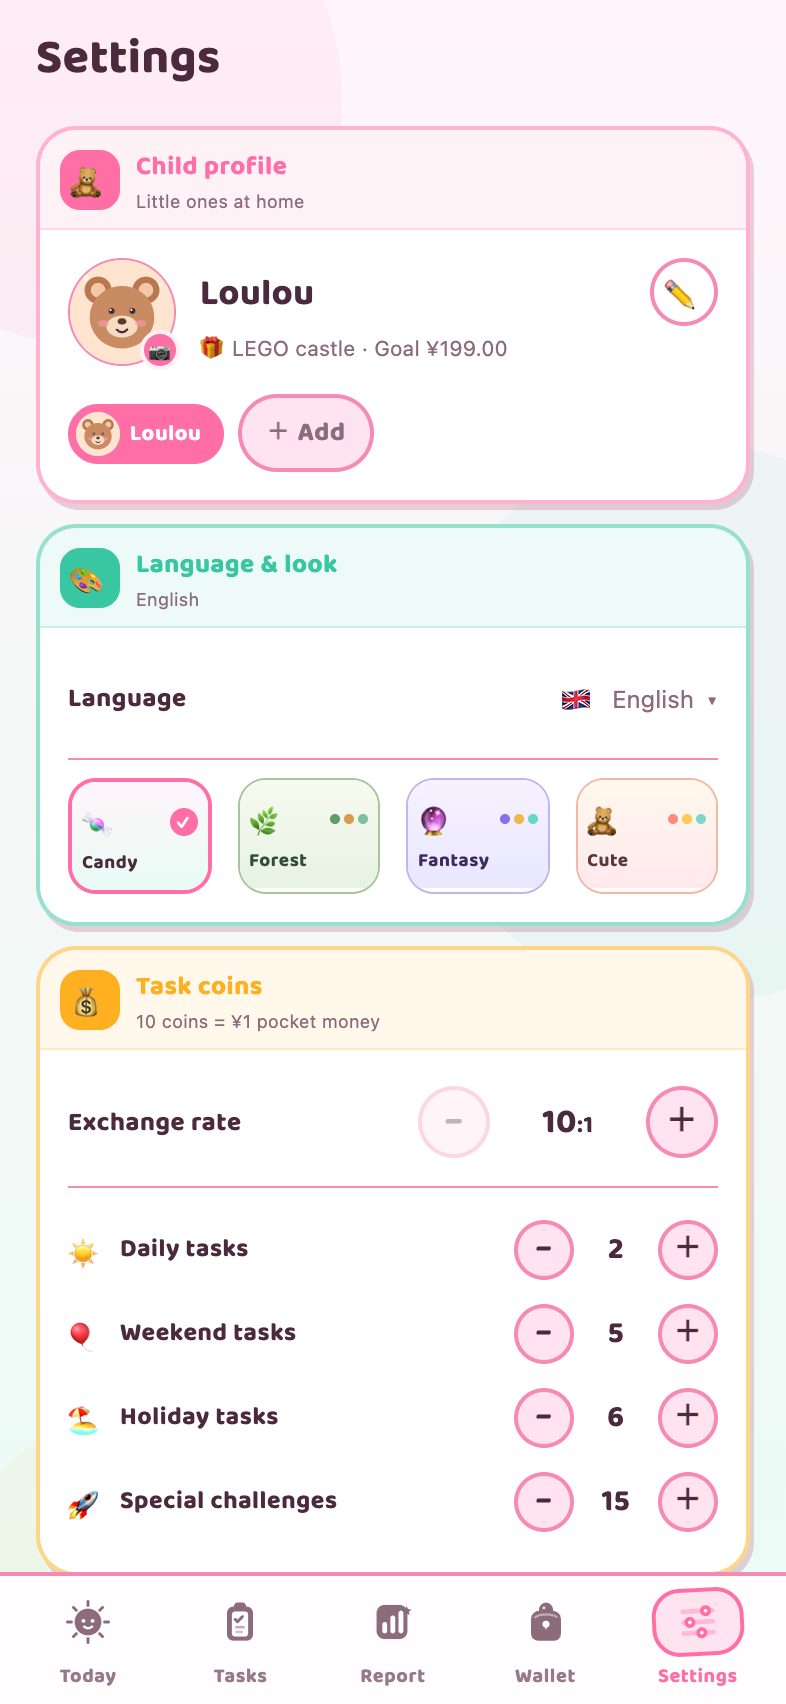 Settings
Child profile
Little ones at home
Loulou
🎁 LEGO castle · Goal ¥199.00
Loulou
+ Add
Language & look
English
Language
🇬🇧 English ▾
Candy
Forest
Fantasy
Cute
Task coins
10 coins = ¥1 pocket money
Exchange rate
- 10:1 +
Daily tasks
- 2 +
Weekend tasks
- 5 +
Holiday tasks
- 6 +
Special challenges
- 15 +
Today
Tasks
Report
Wallet
Settings